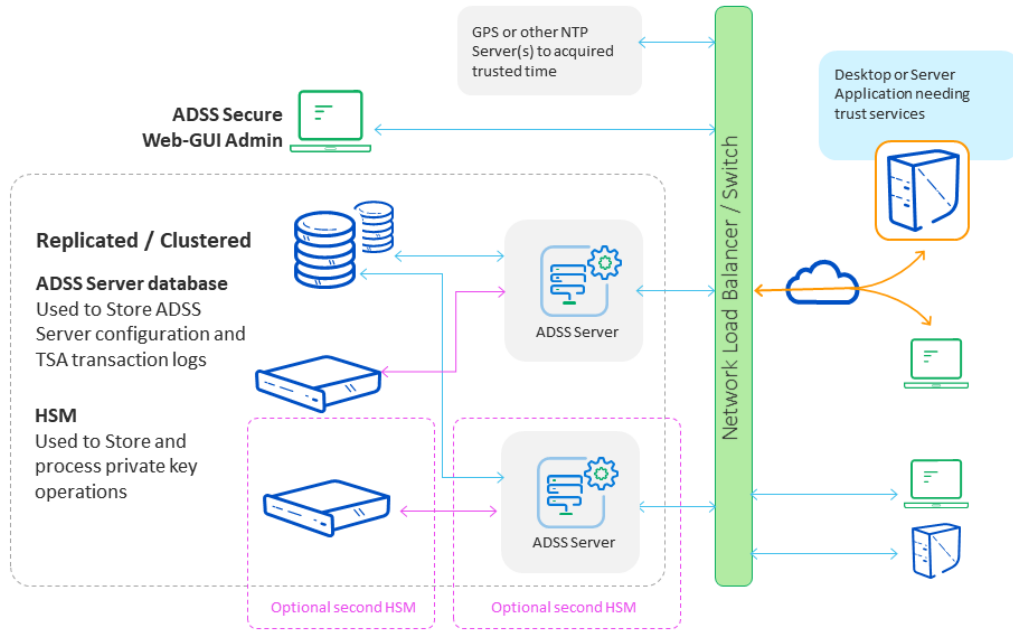 GPS or other NTP
Server(s) to acquired
trusted time
Desktop or Server
Application needing
trust services
ADSS Secure
Web-GUI Admin
Network Load Balancer / Switch
Replicated / Clustered
ADSS Server database
Used to Store ADSS
Server configuration and
TSA transaction logs
ADSS Server
HSM
Used to Store and
process private key
operations
ADSS Server
Optional second HSM
Optional second HSM